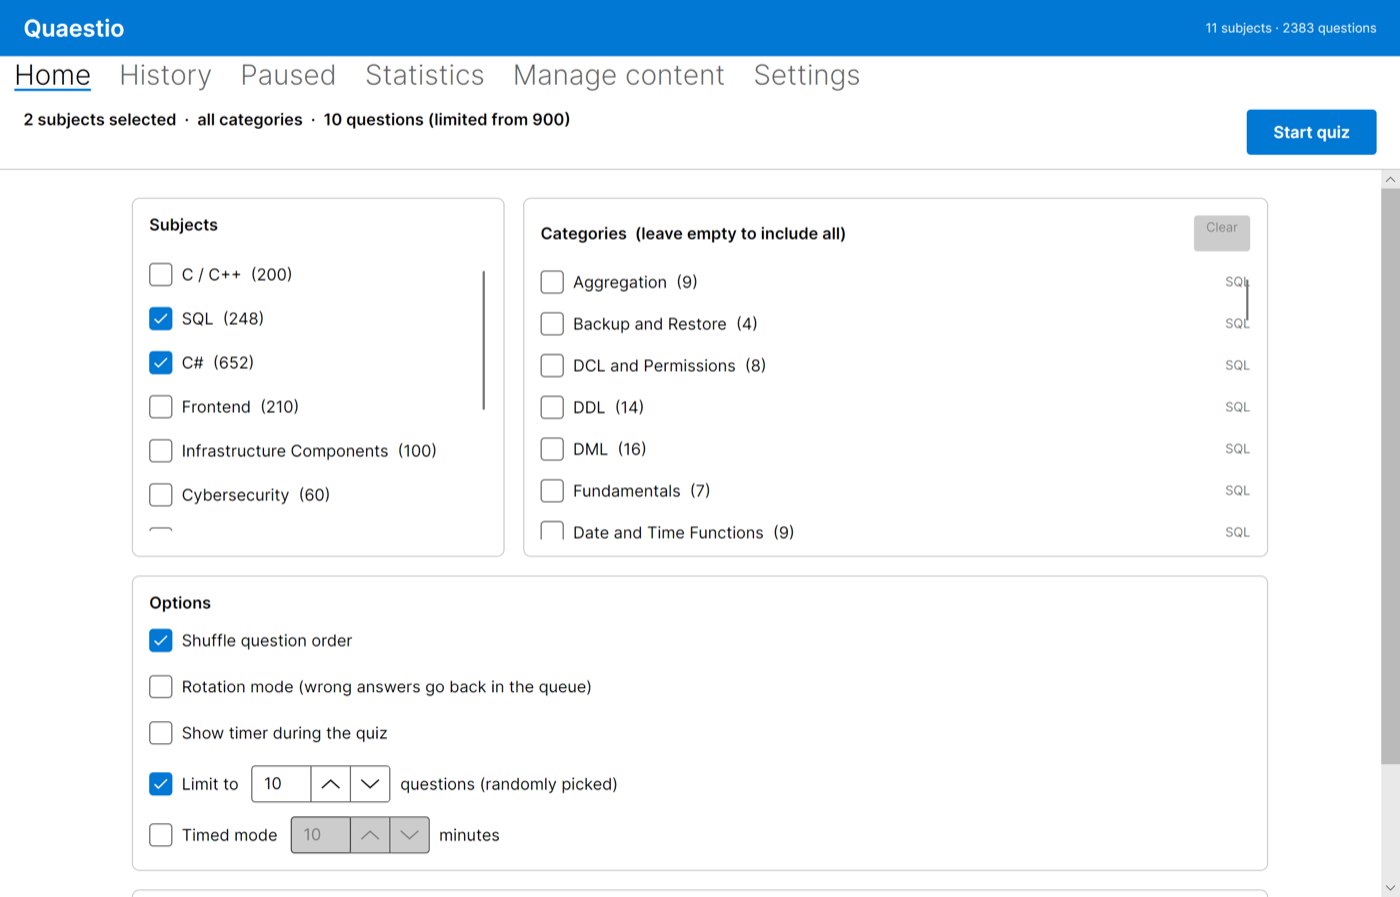 Quaestio
11 subjects · 2383 questions
Home History Paused Statistics Manage content Settings
2 subjects selected · all categories · 10 questions (limited from 900)
Start quiz
Subjects
C / C++ (200)
SQL (248)
C# (652)
Frontend (210)
Infrastructure Components (100)
Cybersecurity (60)
Categories (leave empty to include all)
Clear
Aggregation (9) SQL
Backup and Restore (4) SQL
DCL and Permissions (8) SQL
DDL (14) SQL
DML (16) SQL
Fundamentals (7) SQL
Date and Time Functions (9) SQL
Options
Shuffle question order
Rotation mode (wrong answers go back in the queue)
Show timer during the quiz
Limit to 10 questions (randomly picked)
Timed mode 10 minutes